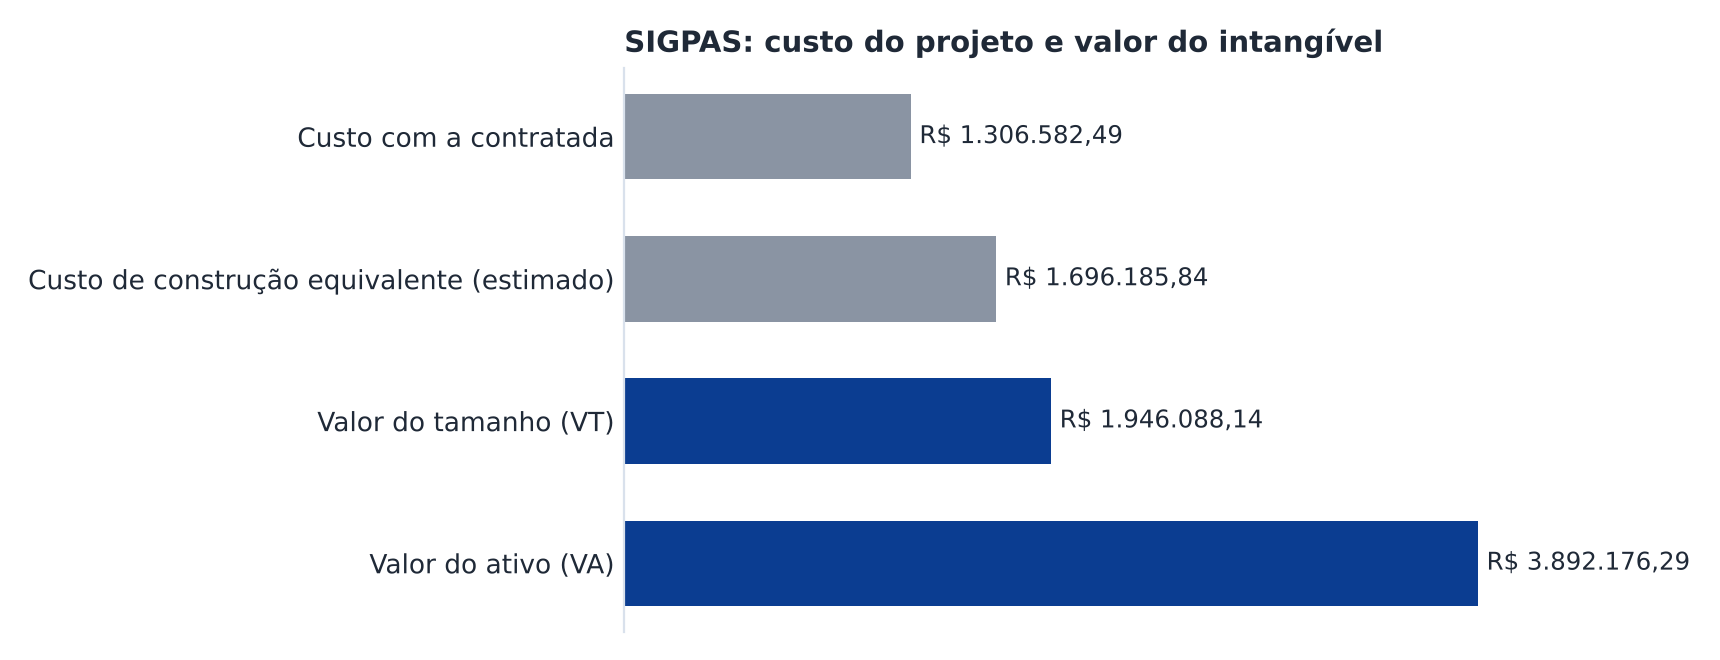 SIGPAS: custo do projeto e valor do intangível
Custo com a contratada R$ 1.306.582,49
Custo de construção equivalente (estimado) R$ 1.696.185,84
Valor do tamanho (VT) R$ 1.946.088,14
Valor do ativo (VA) R$ 3.892.176,29